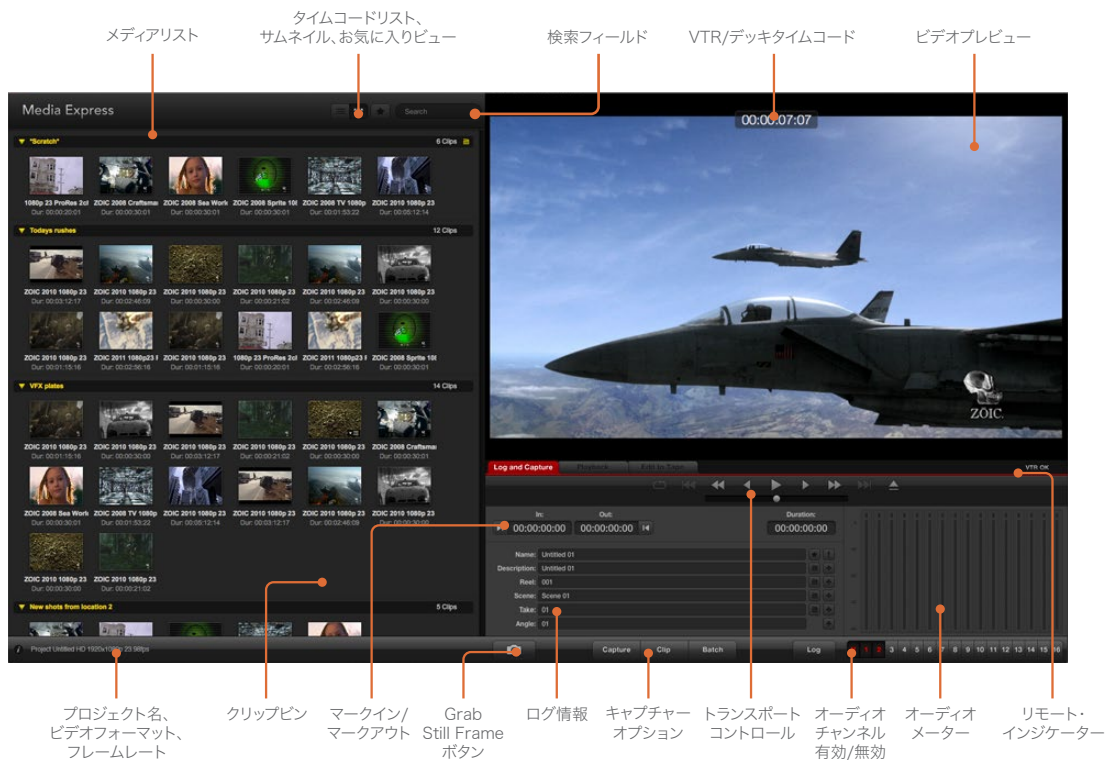 メディアリスト
タイムコードリスト、
サムネイル、お気に入りビュー
検索フィールド
VTR/デッキタイムコード
ビデオプレビュー
Media Express
Search
00:00:07:07
"Scratch"
6 Clips
1080p 23 ProRes 2cl
ZOIC 2008 Craftsma
ZOIC 2008 Sea Work
ZOIC 2008 Sprite 10
ZOIC 2008 TV 1080p
ZOIC 2010 1080p 23
Dur: 00:00:20:01
Dur: 00:00:30:01
Dur: 00:00:30:01
Dur: 00:00:30:01
Dur: 00:01:53:22
Dur: 00:05:12:14
Todays rushes
12 Clips
ZOIC 2010 1080p 23
ZOIC 2010 1080p 23
ZOIC 2010 1080p 23
ZOIC 2010 1080p 23
ZOIC 2010 1080p 23
ZOIC 2010 1080p 23
Dur: 00:03:12:17
Dur: 00:02:46:09
Dur: 00:00:30:00
Dur: 00:00:21:02
Dur: 00:02:46:09
Dur: 00:00:30:00
ZOIC 2010 1080p 23
ZOIC 2011 1080p23 F
ZOIC 2010 1080p 23
1080p 23 ProRes 2cl
ZOIC 2011 1080p23 F
ZOIC 2008 Sprite 10
Dur: 00:01:15:16
Dur: 00:02:56:16
Dur: 00:01:15:16
Dur: 00:00:20:01
Dur: 00:02:56:16
Dur: 00:00:30:01
VFX plates
14 Clips
ZOIC 2010 1080p 23
ZOIC 2010 1080p 23
ZOIC 2010 1080p 23
ZOIC 2010 1080p 23
ZOIC 2010 1080p 23
ZOIC 2008 Craftsma
Dur: 00:01:15:16
Dur: 00:00:30:00
Dur: 00:03:12:17
Dur: 00:00:21:02
Dur: 00:00:30:00
Dur: 00:00:30:01
ZOIC 2008 Sea Work
ZOIC 2008 TV 1080p
ZOIC 2010 1080p 23
ZOIC 2010 1080p 23
ZOIC 2010 1080p 23
ZOIC 2010 1080p 23
Dur: 00:00:30:01
Dur: 00:01:53:22
Dur: 00:05:12:14
Dur: 00:03:12:17
Dur: 00:02:46:09
Dur: 00:00:30:00
ZOIC 2010 1080p 23
ZOIC 2010 1080p 23
Dur: 00:00:30:00
Dur: 00:00:21:02
New shots from location 2
5 Clips
Project Untitled HD 1920x1080p 23.98fps
ZOIC
Log and Capture
Playback
Edit to Tape
VTR OK
In:
Out:
Duration:
00:00:00:00
00:00:00:00
00:00:00:00
Name: Untitled 01
Description: Untitled 01
Reel: 001
Scene: Scene 01
Take: 01
Angle: 01
Capture
Clip
Batch
Log
1 2 3 4 5 6 7 8 9 10 11 12 13 14 15 16
プロジェクト名、
ビデオフォーマット、
フレームレート
クリップビン
マークイン/
マークアウト
Grab
Still Frame
ボタン
ログ情報
キャプチャー
オプション
トランスポート
コントロール
オーディオ
チャンネル
有効/無効
オーディオ
メーター
リモート・
インジケーター